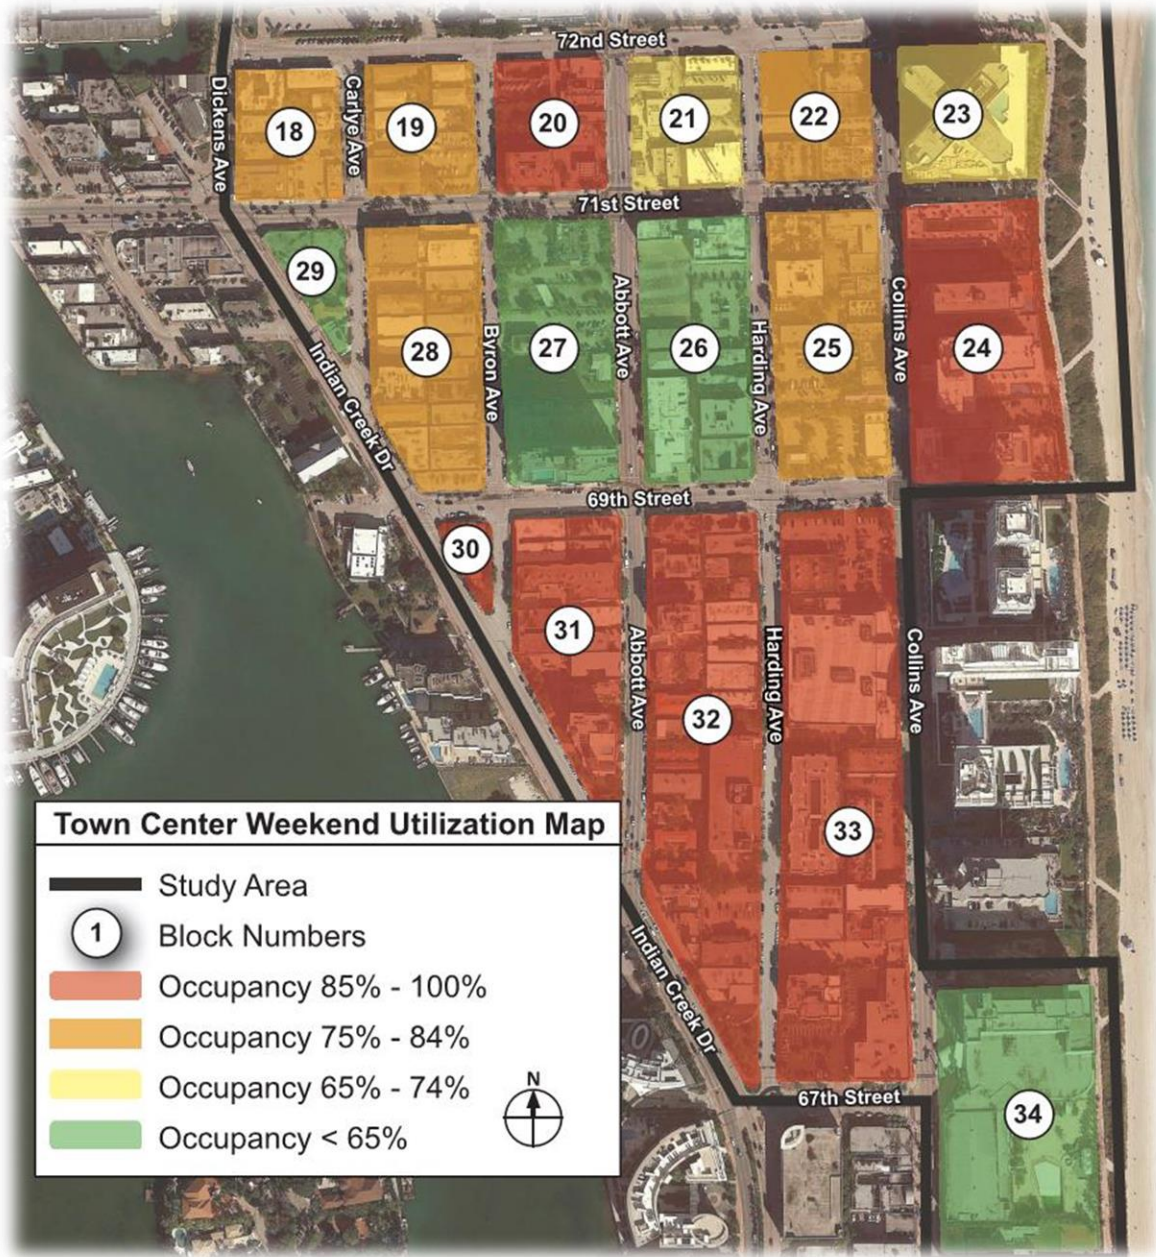 72nd Street
Dickens Ave
Carlye Ave
18
19
20
21
22
23
71st Street
29
28
27
26
25
24
Indian Creek Dr
Byron Ave
Abbott Ave
Harding Ave
Collins Ave
69th Street
30
31
32
33
Abbott Ave
Harding Ave
Collins Ave
Indian Creek Dr
67th Street
34
Town Center Weekend Utilization Map
Study Area
1 Block Numbers
Occupancy 85% - 100%
Occupancy 75% - 84%
Occupancy 65% - 74%
Occupancy < 65%
N